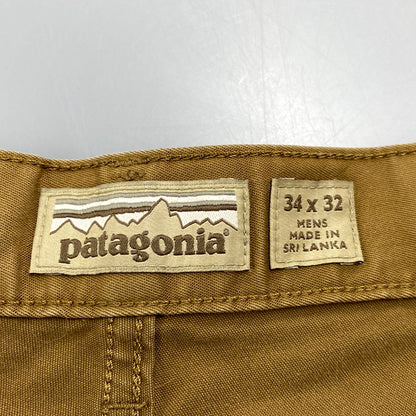 patagonia®
34 x 32
MENS
MADE IN
SRI LANKA